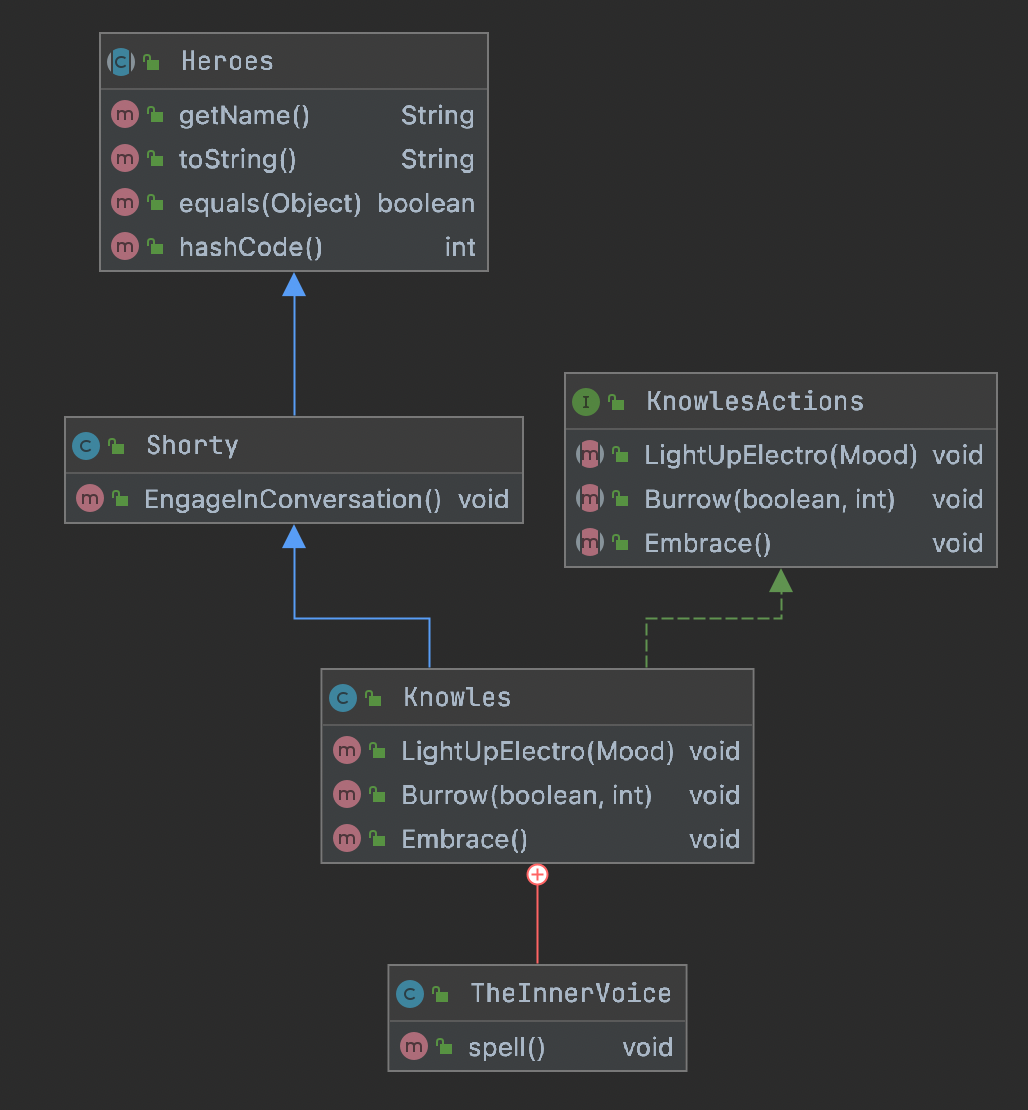 Heroes
getName() String
toString() String
equals(Object) boolean
hashCode() int
Shorty
EngageInConversation() void
KnowlesActions
LightUpElectro(Mood) void
Burrow(boolean, int) void
Embrace() void
Knowles
LightUpElectro(Mood) void
Burrow(boolean, int) void
Embrace() void
TheInnerVoice
spell() void